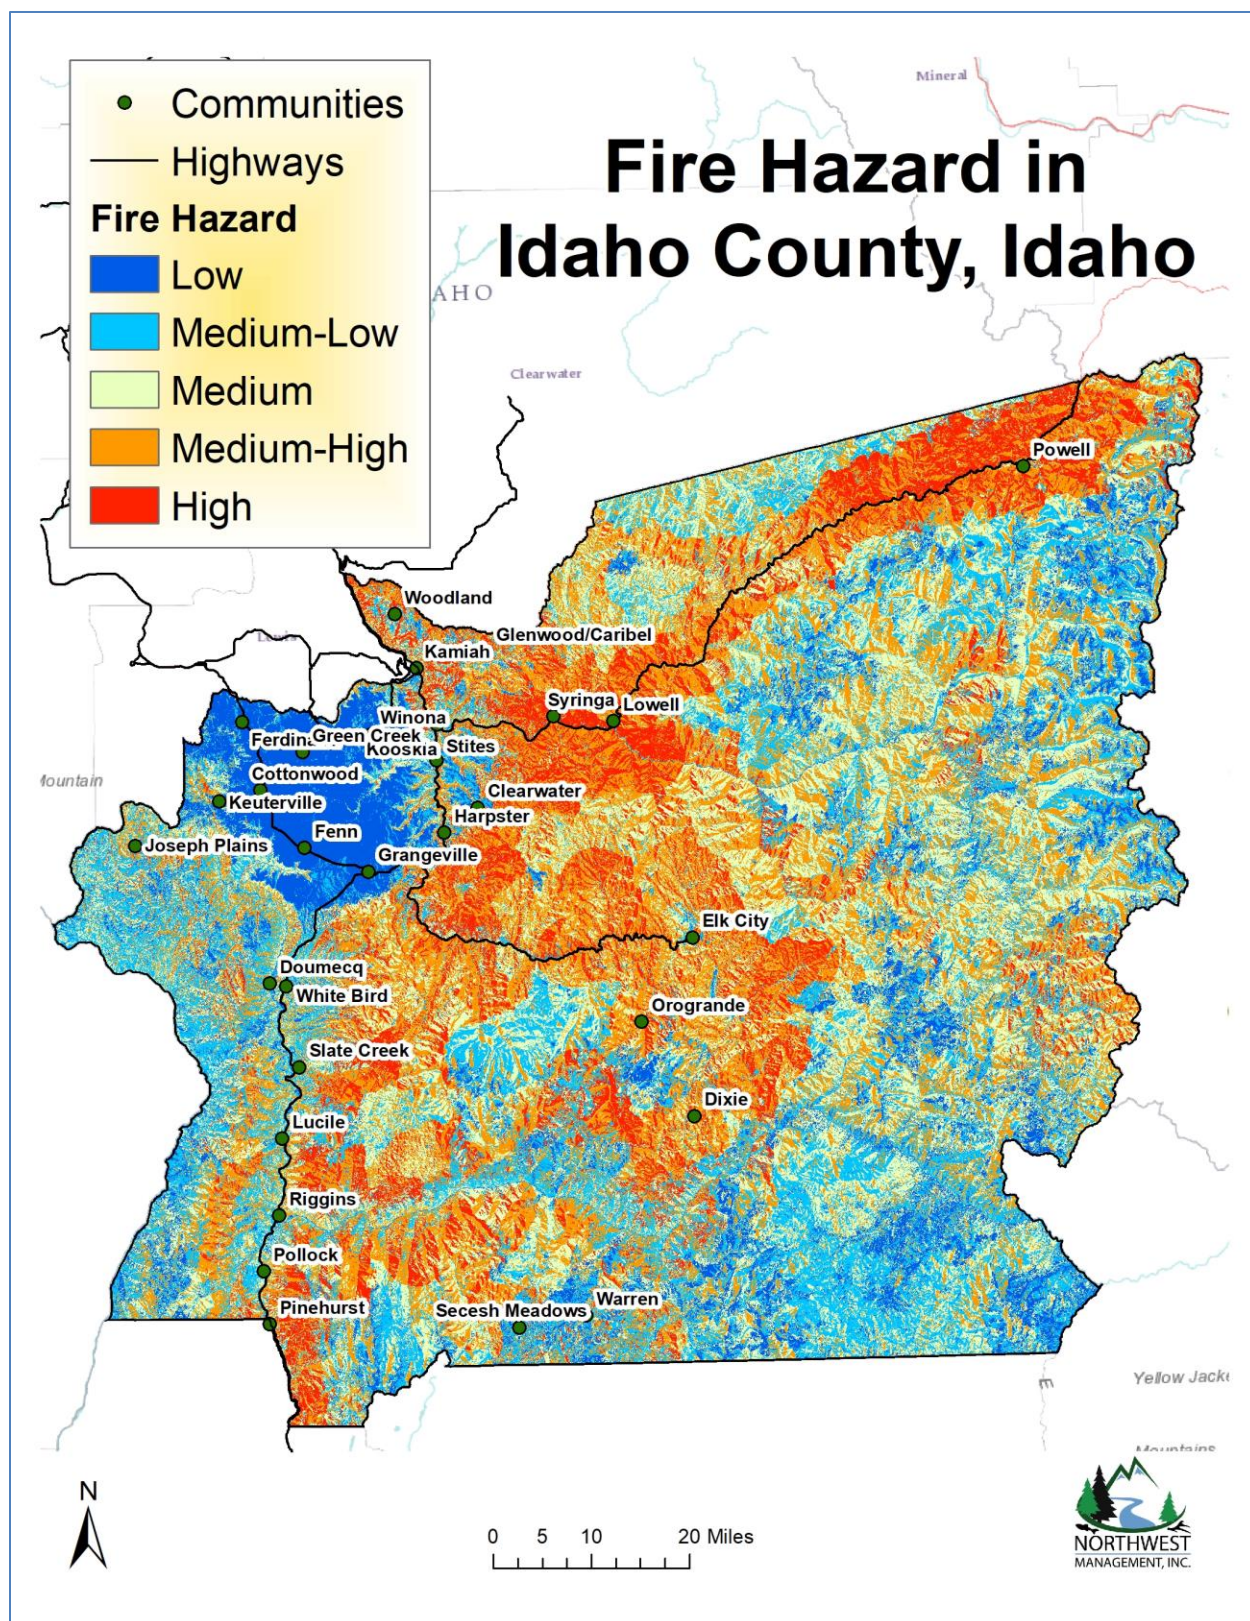 Communities
Highways
Fire Hazard
Low
Medium-Low
Medium
Medium-High
High
Mineral
Fire Hazard in
Idaho County, Idaho
AHO
Clearwater
Powell
Woodland
Lewis
Glenwood/Caribel
Kamiah
Syringa
Lowell
Winona
Green Creek
Kooskia
Stites
Mountain
Cottonwood
Keuterville
Clearwater
Harpster
Fenn
Joseph Plains
Grangeville
Elk City
Doumecq
White Bird
Orogrande
Slate Creek
Dixie
Lucile
Riggins
Pollock
Pinehurst
Secesh Meadows
Warren
Yellow Jack
Mountains
N
0 5 10 20 Miles
NORTHWEST
MANAGEMENT, INC.